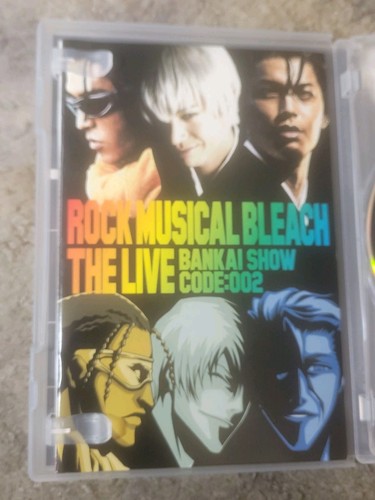 ROCK MUSICAL BLEACH
THE LIVE BANKAI SHOW
CODE:002